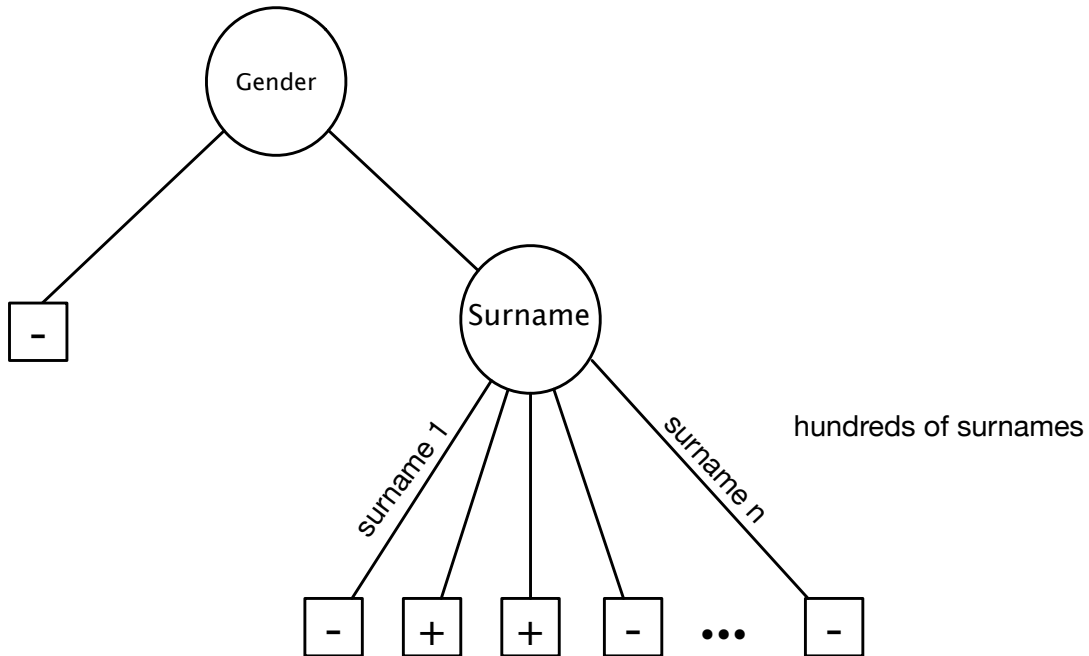 Gender
-
Surname
hundreds of surnames
surname 1
surname n
-
+
+
-
•••
-